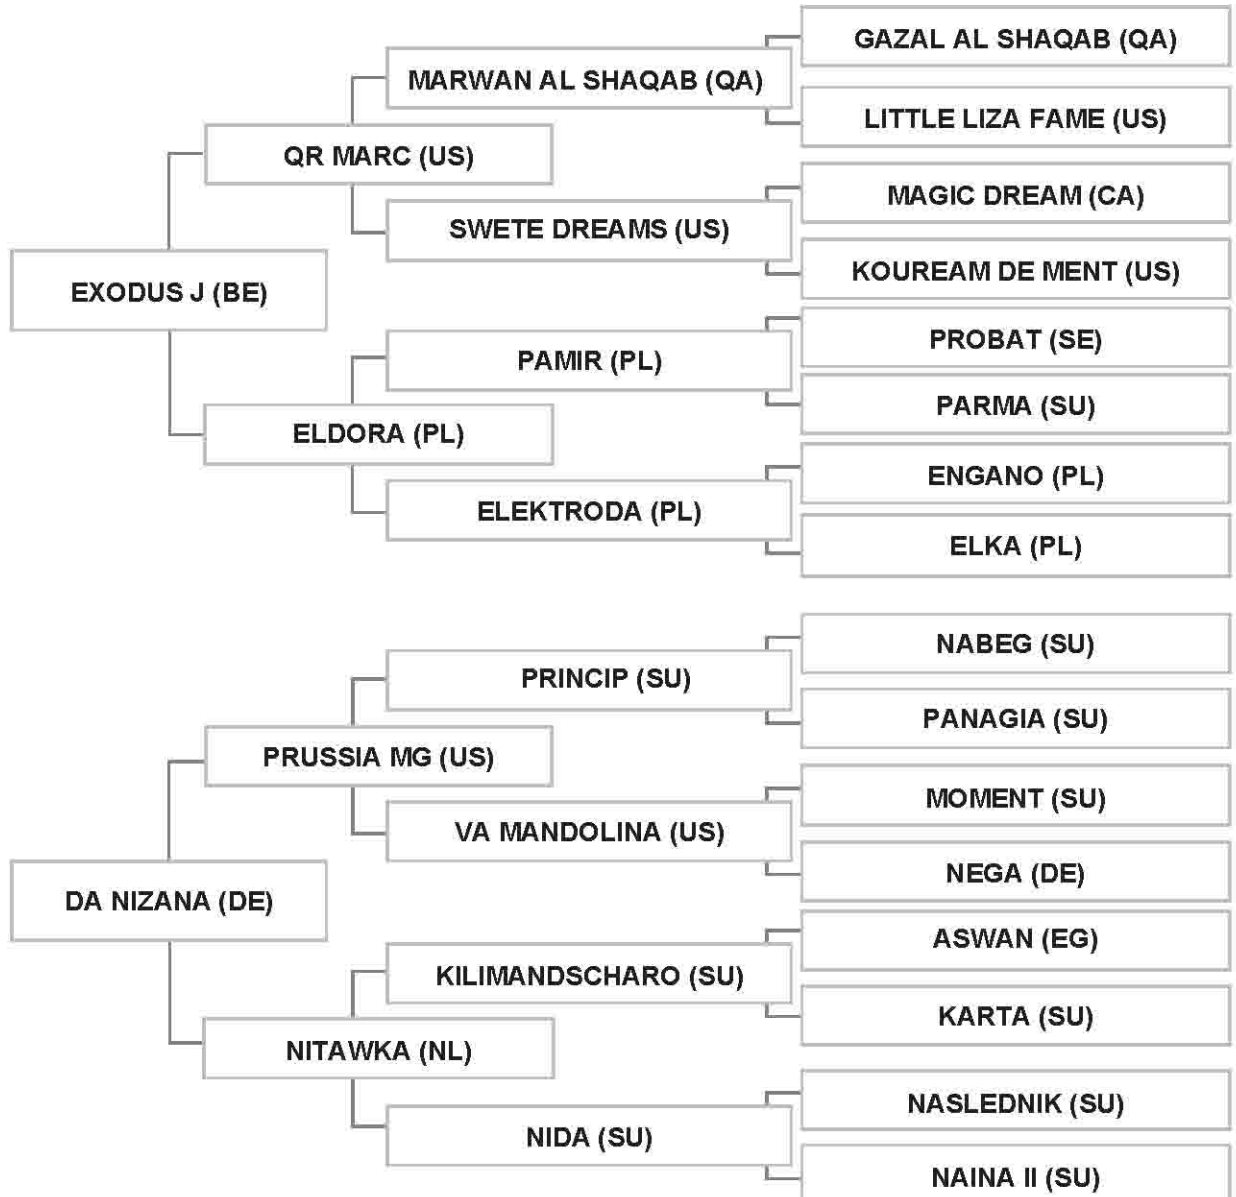 GAZAL AL SHAQAB (QA)
MARWAN AL SHAQAB (QA)
LITTLE LIZA FAME (US)
QR MARC (US)
MAGIC DREAM (CA)
SWETE DREAMS (US)
KOUREAM DE MENT (US)
EXODUS J (BE)
PROBAT (SE)
PAMIR (PL)
PARMA (SU)
ELDORA (PL)
ENGANO (PL)
ELEKTRODA (PL)
ELKA (PL)
NABEG (SU)
PRINCIP (SU)
PANAGIA (SU)
PRUSSIA MG (US)
MOMENT (SU)
VA MANDOLINA (US)
NEGA (DE)
DA NIZANA (DE)
ASWAN (EG)
KILIMANDSCHARO (SU)
KARTA (SU)
NITAWKA (NL)
NASLEDNIK (SU)
NIDA (SU)
NAINA II (SU)